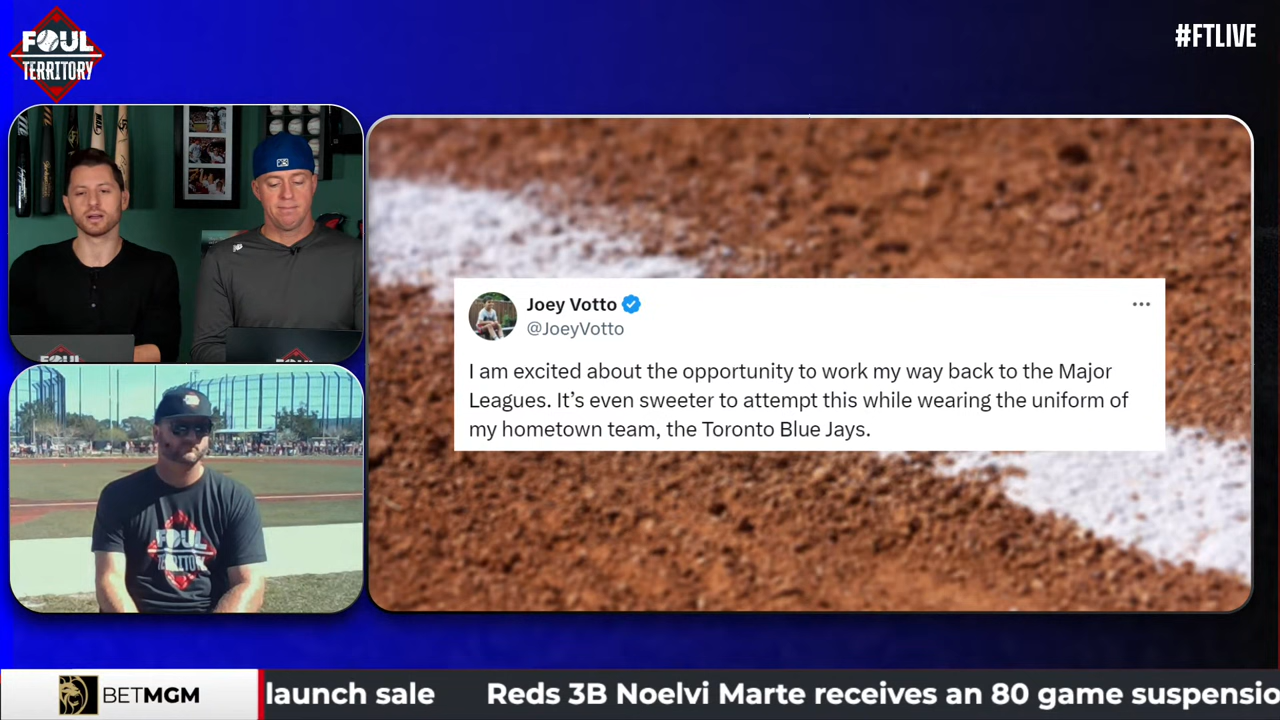 FOUL
TERRITORY
#FTLIVE
Joey Votto
@JoeyVotto
I am excited about the opportunity to work my way back to the Major
Leagues. It’s even sweeter to attempt this while wearing the uniform of
my hometown team, the Toronto Blue Jays.
FOUL
TERRITORY
BETMGM
launch sale Reds 3B Noelvi Marte receives an 80 game suspensio